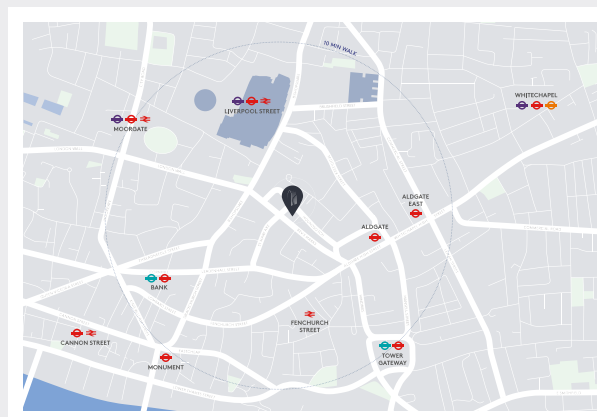 10 MIN WALK
WHITECHAPEL
LIVERPOOL STREET
MOORGATE
ALDGATE
EAST
ALDGATE
BANK
FENCHURCH
STREET
CANNON STREET
TOWER
GATEWAY
MONUMENT